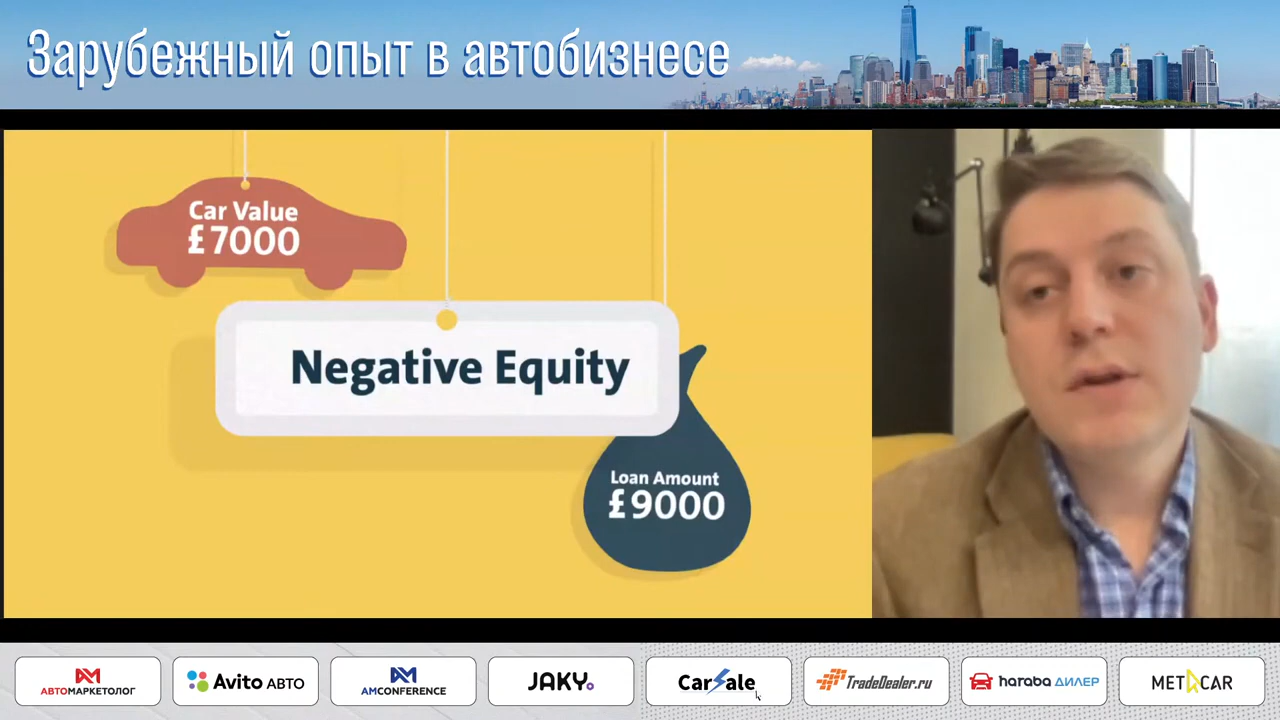 Зарубежный опыт в автобизнесе
Car Value
£7000
Negative Equity
Loan Amount
£9000
АВТОМАРКЕТОЛОГ
Avito АВТО
AMCONFERENCE
JAKY
CarSale
TradeDealer.ru
haraba ДИЛЕР
METACAR